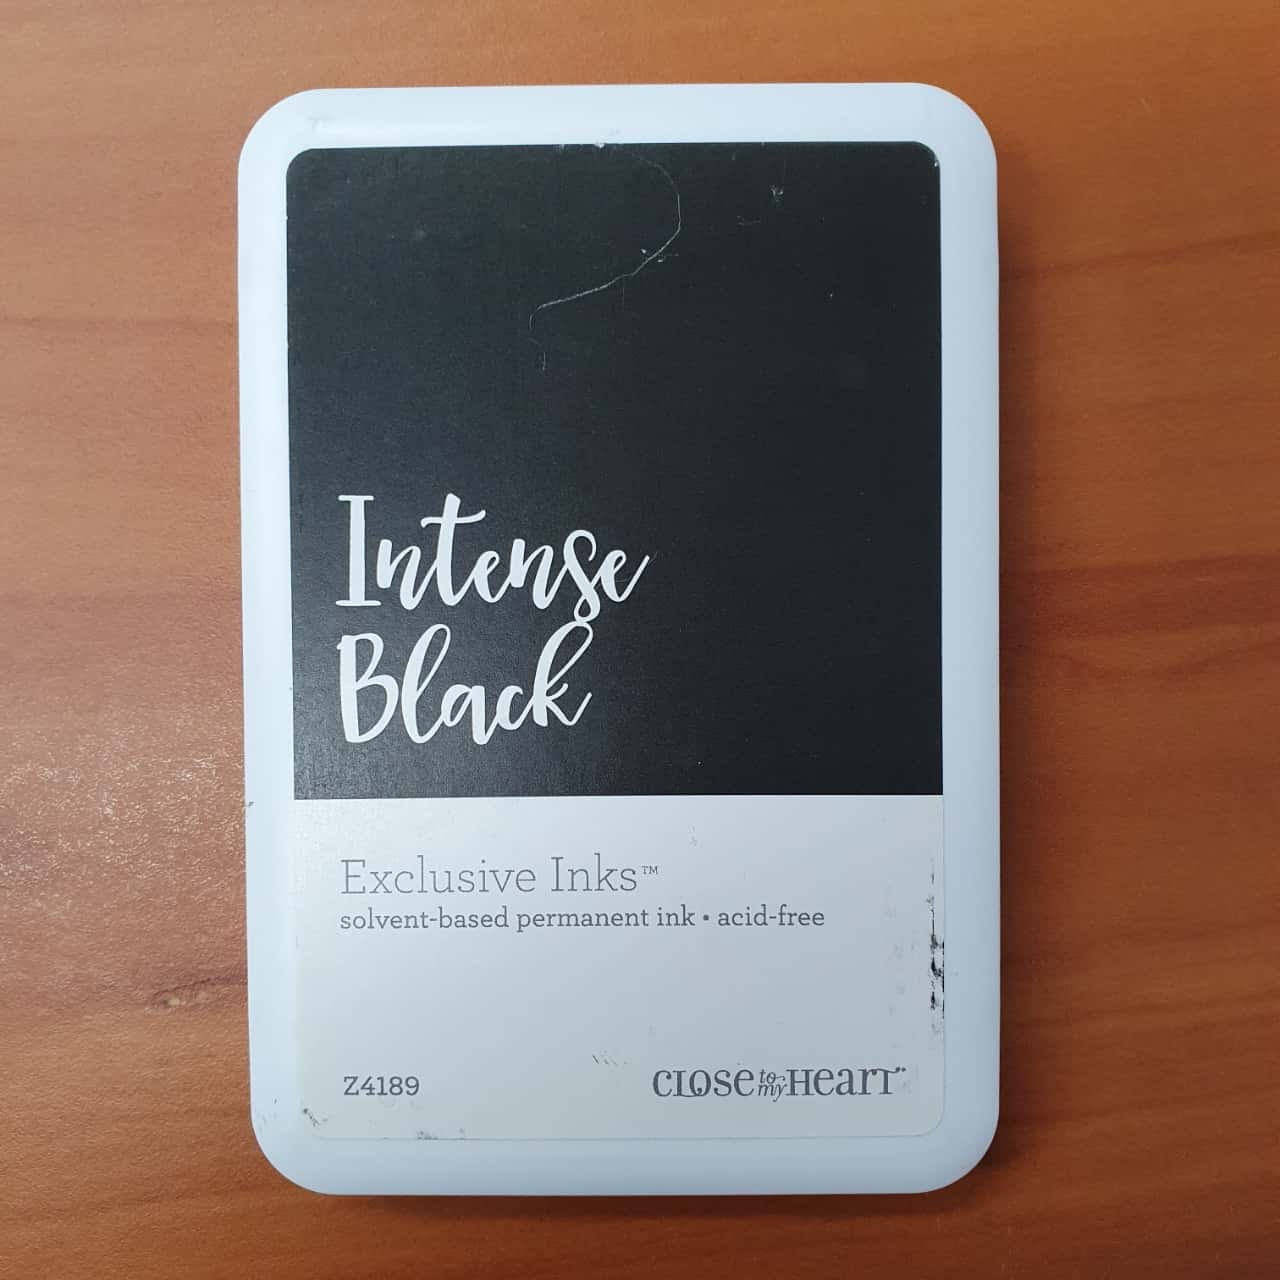 Intense
Black
Exclusive Inks™
solvent-based permanent ink • acid-free
Z4189
CLOSE to my HEART™